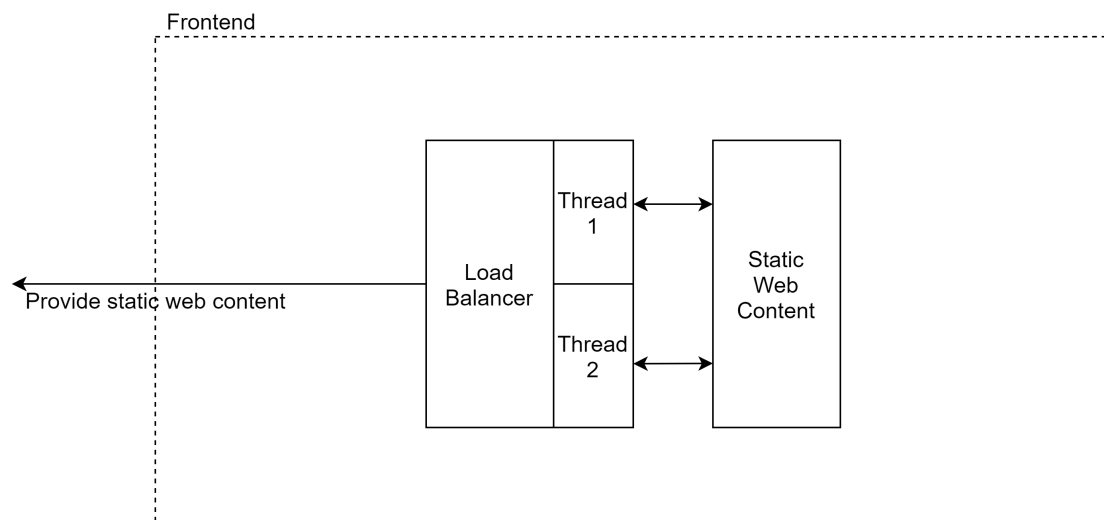 Frontend
Thread
1
Load
Balancer
Static
Web
Content
Provide static web content
Thread
2